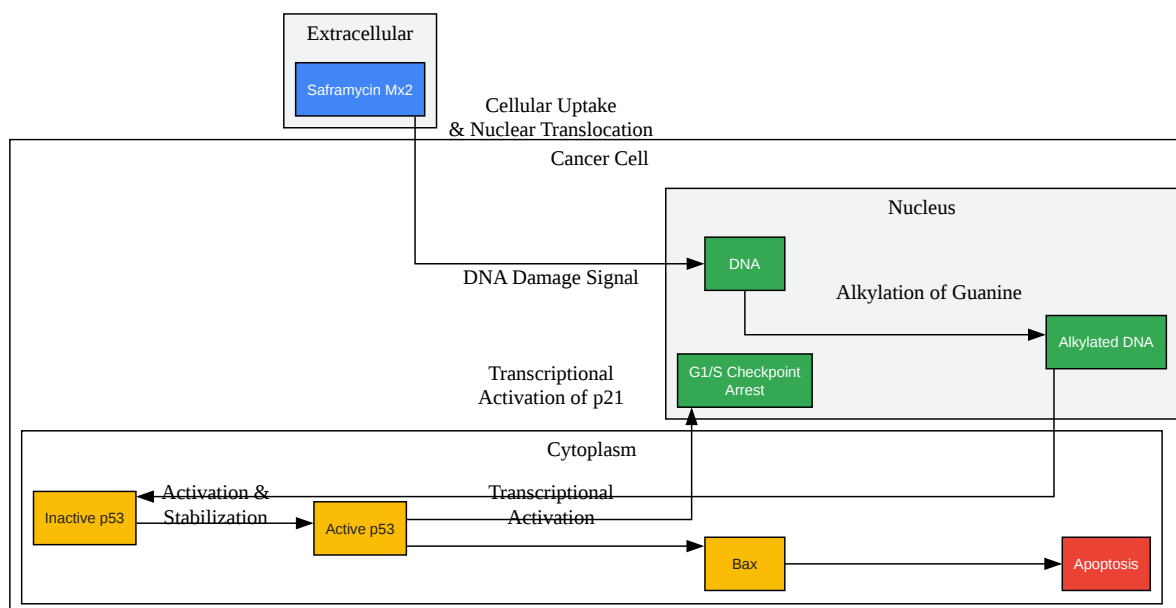 Extracellular
Saframycin Mx2
Cellular Uptake
& Nuclear Translocation
Cancer Cell
Nucleus
DNA
DNA Damage Signal
Alkylation of Guanine
Alkylated DNA
G1/S Checkpoint
Arrest
Transcriptional
Activation of p21
Cytoplasm
Inactive p53
Activation &
Stabilization
Active p53
Transcriptional
Activation
Bax
Apoptosis